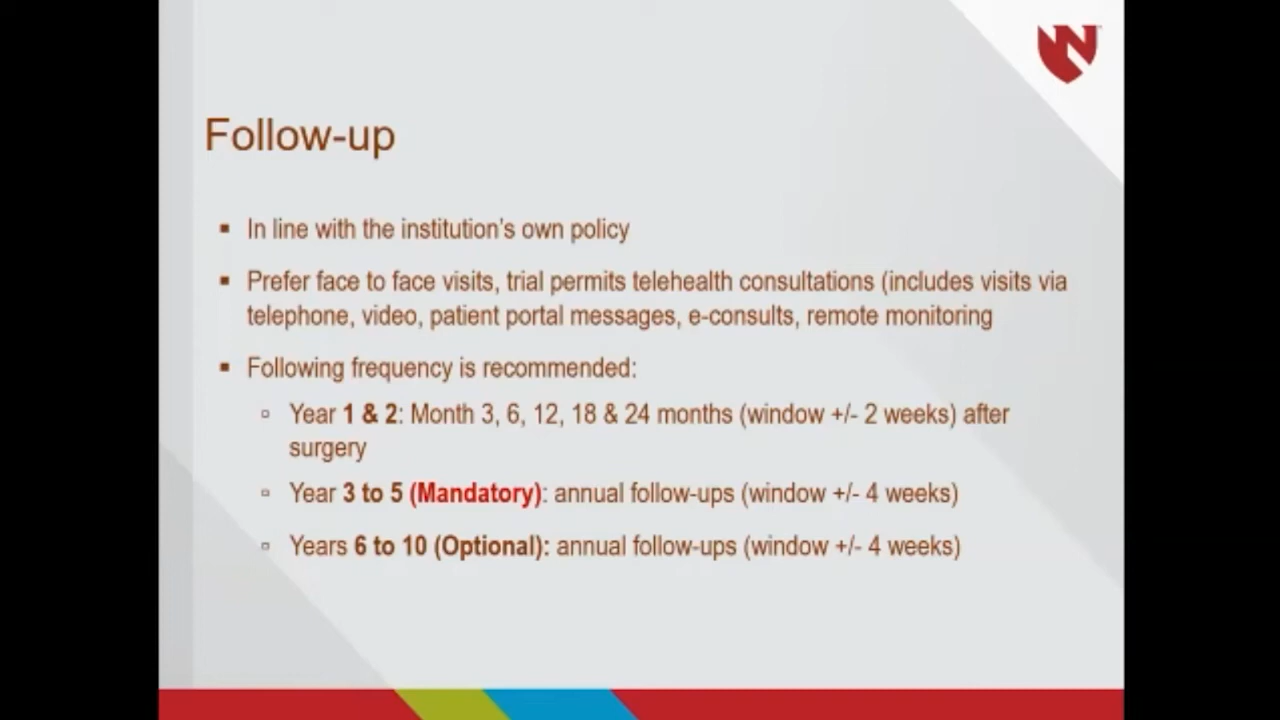 Follow-up
▪ In line with the institution's own policy
▪ Prefer face to face visits, trial permits telehealth consultations (includes visits via
telephone, video, patient portal messages, e-consults, remote monitoring
▪ Following frequency is recommended:
▫ Year 1 & 2: Month 3, 6, 12, 18 & 24 months (window +/- 2 weeks) after
surgery
▫ Year 3 to 5 (Mandatory): annual follow-ups (window +/- 4 weeks)
▫ Years 6 to 10 (Optional): annual follow-ups (window +/- 4 weeks)